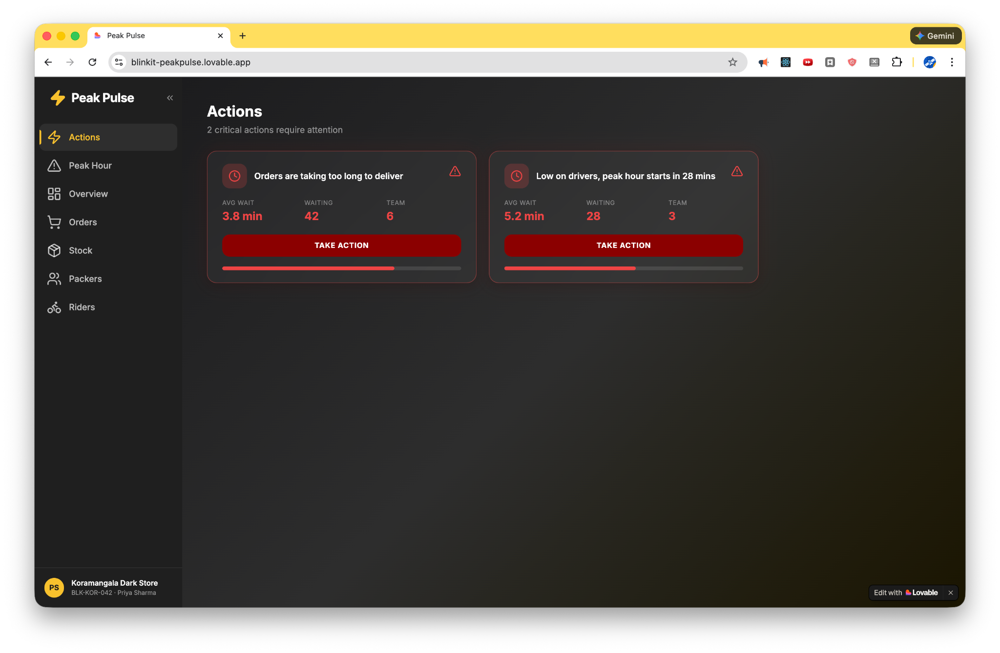 Peak Pulse
Gemini
blinkit-peakpulse.lovable.app
Peak Pulse
Actions
Peak Hour
Overview
Orders
Stock
Packers
Riders
PS
Koramangala Dark Store
BLK-KOR-042 · Priya Sharma
Actions
2 critical actions require attention
Orders are taking too long to deliver
AVG WAIT WAITING TEAM
3.8 min 42 6
TAKE ACTION
Low on drivers, peak hour starts in 28 mins
AVG WAIT WAITING TEAM
5.2 min 28 3
TAKE ACTION
Edit with Lovable